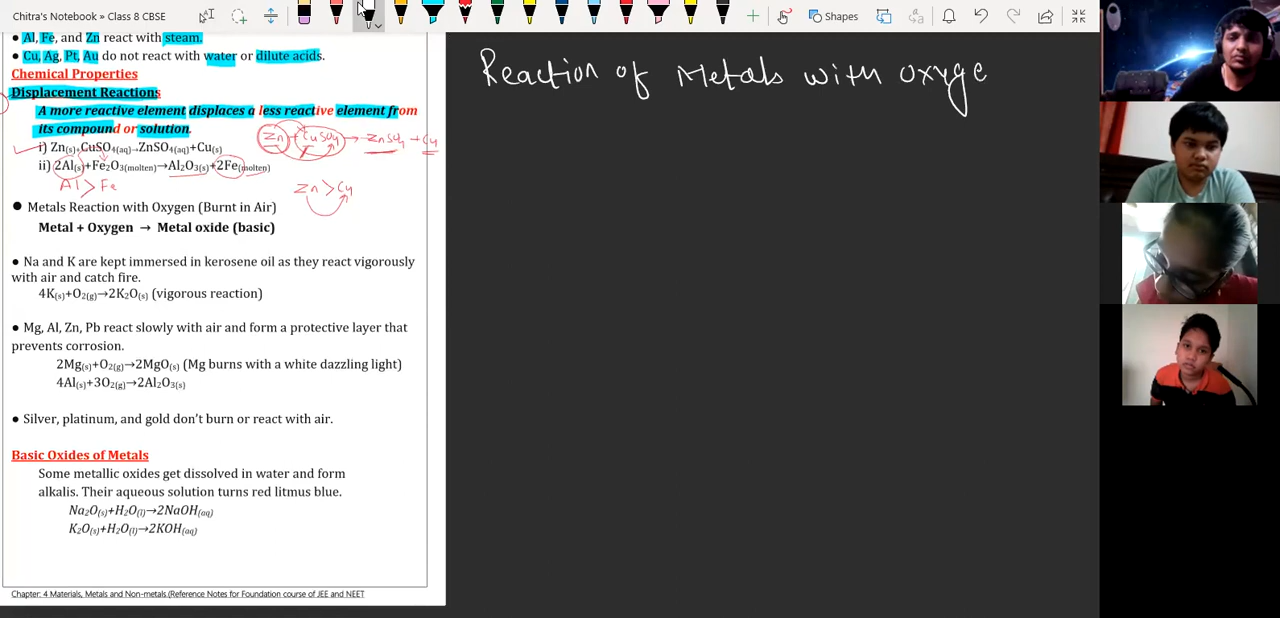 Chitra's Notebook » Class 8 CBSE
Shapes
● Al, Fe, and Zn react with steam.
● Cu, Ag, Pt, Au do not react with water or dilute acids.
Chemical Properties
Displacement Reactions
A more reactive element displaces a less reactive element from
its compound or solution.
i) Zn(s)+CuSO4(aq)→ZnSO4(aq)+Cu(s)
Zn + CuSO4 → ZnSO4 + Cu
ii) 2Al(s)+Fe2O3(molten)→Al2O3(s)+2Fe(molten)
Al > Fe
Zn > Cu
● Metals Reaction with Oxygen (Burnt in Air)
Metal + Oxygen → Metal oxide (basic)
● Na and K are kept immersed in kerosene oil as they react vigorously
with air and catch fire.
4K(s)+O2(g)→2K2O(s) (vigorous reaction)
● Mg, Al, Zn, Pb react slowly with air and form a protective layer that
prevents corrosion.
2Mg(s)+O2(g)→2MgO(s) (Mg burns with a white dazzling light)
4Al(s)+3O2(g)→2Al2O3(s)
● Silver, platinum, and gold don't burn or react with air.
Basic Oxides of Metals
Some metallic oxides get dissolved in water and form
alkalis. Their aqueous solution turns red litmus blue.
Na2O(s)+H2O(l)→2NaOH(aq)
K2O(s)+H2O(l)→2KOH(aq)
Chapter: 4 Materials, Metals and Non-metals (Reference Notes for Foundation course of JEE and NEET
Reaction of Metals with oxyge